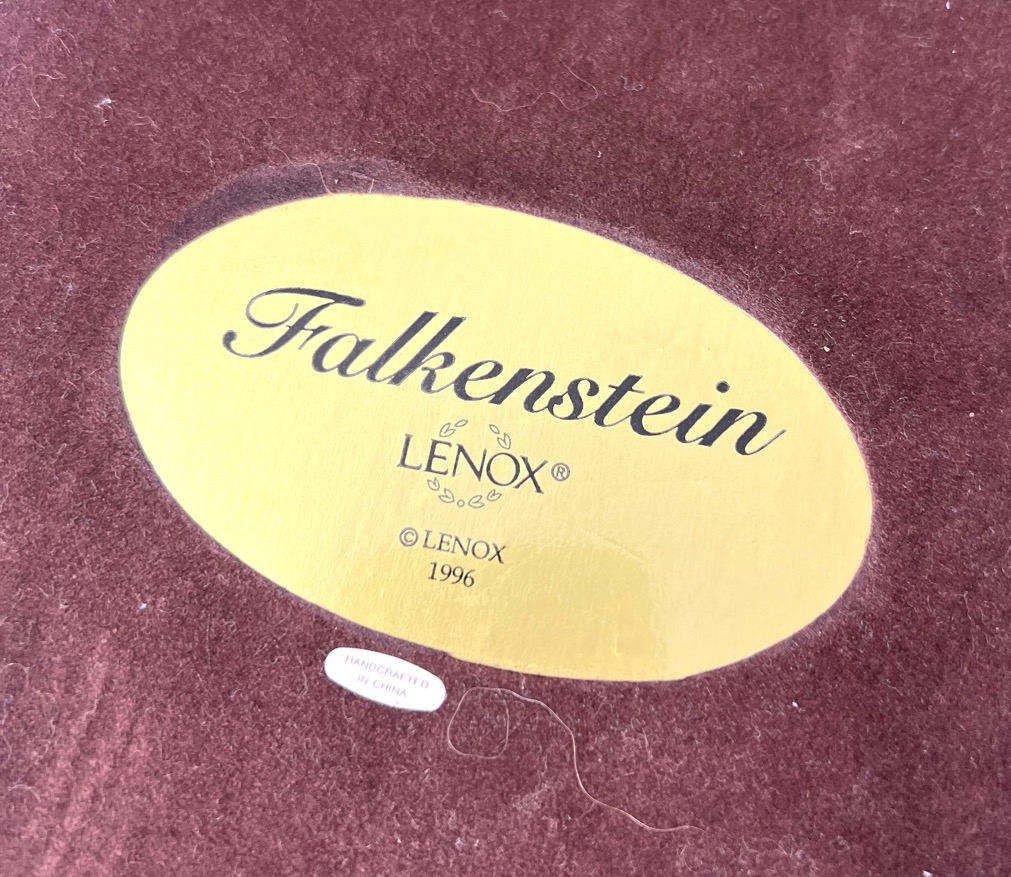 Falkenstein
LENOX®
© LENOX
1996
HANDCRAFTED
IN CHINA